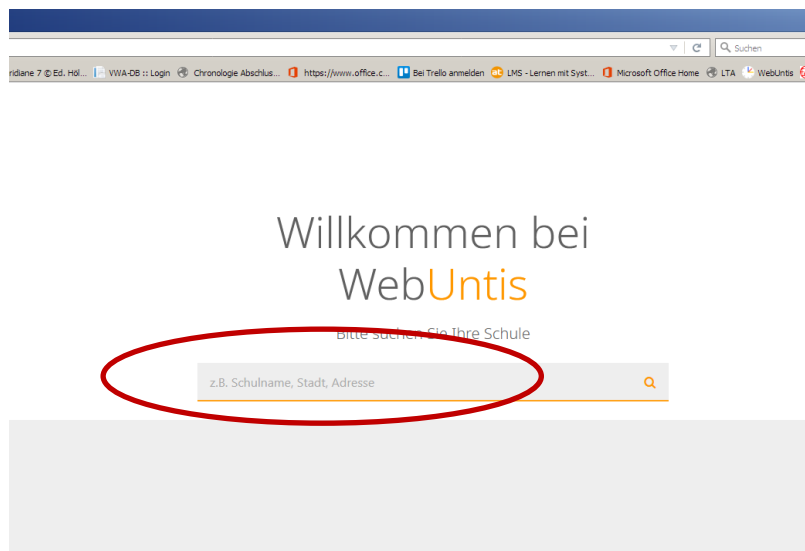 Suchen
ridiane 7 © Ed. Höl... VWA-DB :: Login Chronologie Abschlus... https://www.office.c... Bei Trello anmelden LMS - Lernen mit Syst... Microsoft Office Home LTA WebUntis
Willkommen bei
WebUntis
Bitte suchen Sie Ihre Schule
z.B. Schulname, Stadt, Adresse